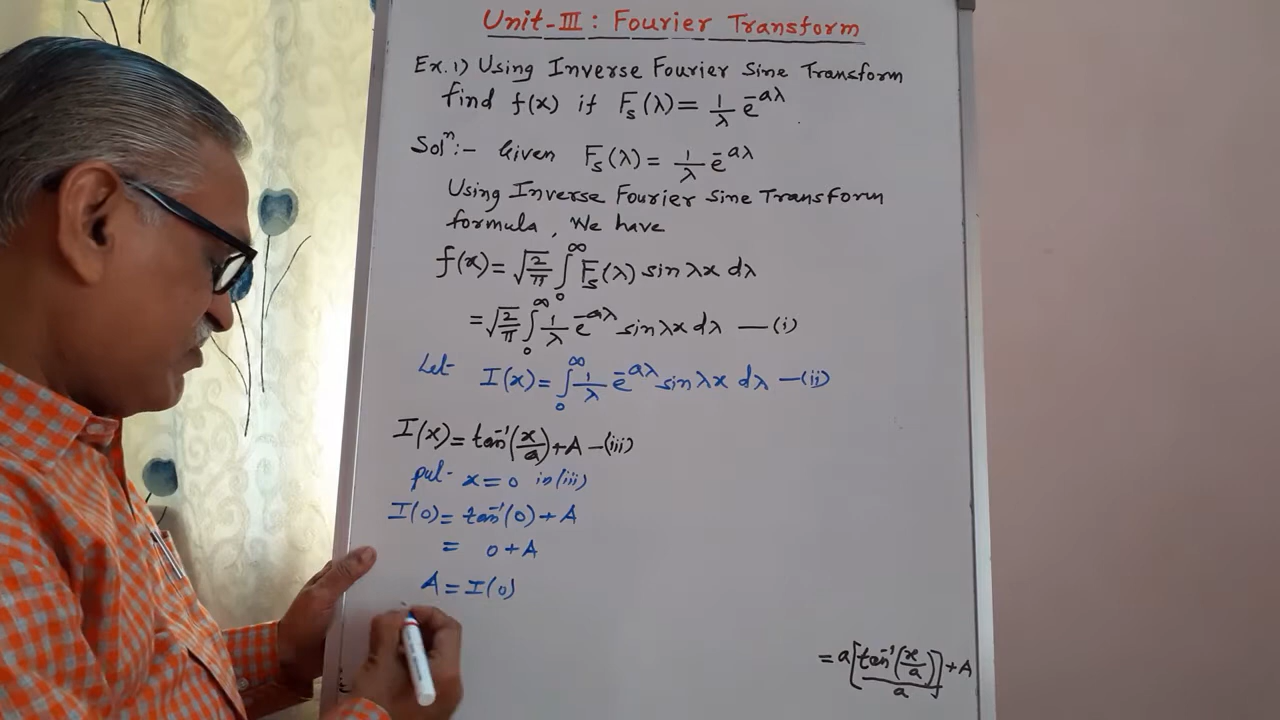 Unit-III : Fourier Transform
Ex.1) Using Inverse Fourier Sine Transform
find f(x) if Fₛ(λ) = 1/λ e^-aλ
Solⁿ:- Given Fₛ(λ) = 1/λ e^-aλ
Using Inverse Fourier Sine Transform
formula, We have
f(x) = √(2/π) ∫₀^∞ Fₛ(λ) sin λx dλ
= √(2/π) ∫₀^∞ 1/λ e^-aλ sin λx dλ — (i)
Let I(x) = ∫₀^∞ 1/λ e^-aλ sin λx dλ — (ii)
I(x) = tan⁻¹(x/a) + A — (iii)
put x = 0 in (iii)
I(0) = tan⁻¹(0) + A
= 0 + A
A = I(0)
= a[tan⁻¹(x/a)/a] + A